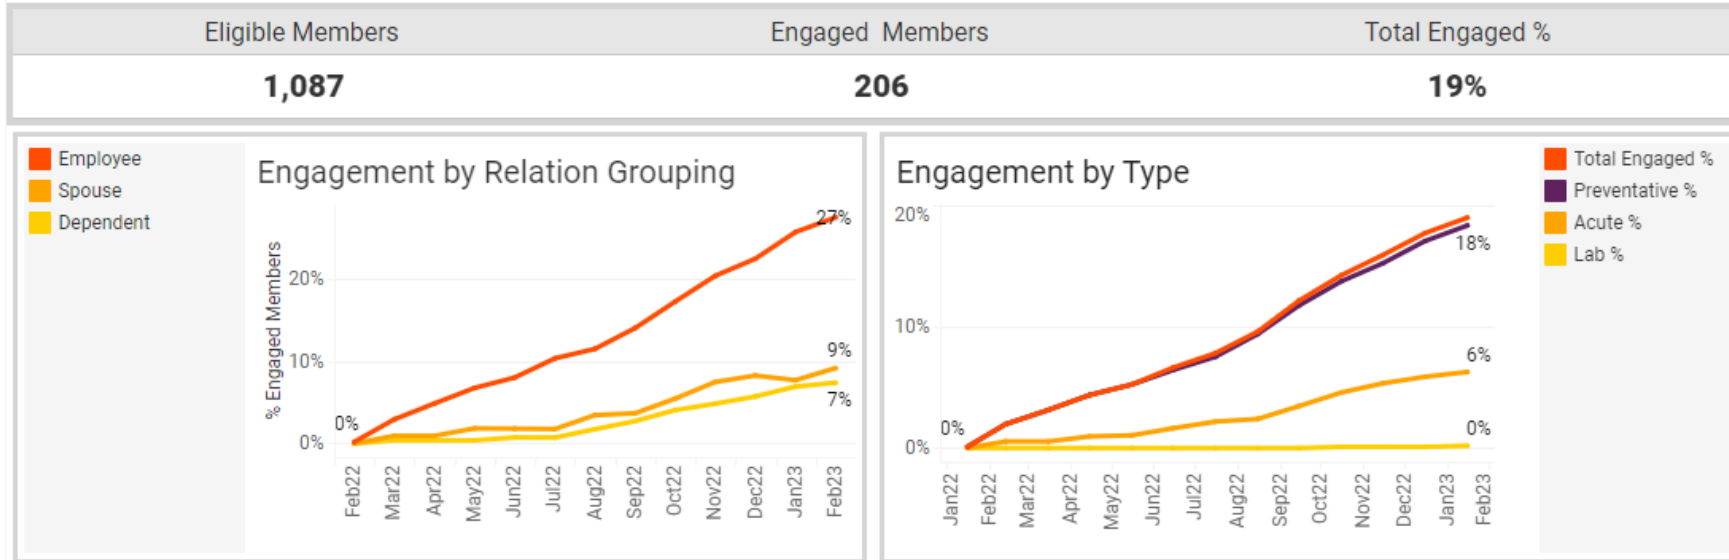 Eligible Members
Engaged Members
Total Engaged %
1,087
206
19%
Employee
Spouse
Dependent
Engagement by Relation Grouping
% Engaged Members
20%
10%
0%
0%
27%
9%
7%
Feb22
Mar22
Apr22
May22
Jun22
Jul22
Aug22
Sep22
Oct22
Nov22
Dec22
Jan23
Feb23
Engagement by Type
20%
10%
0%
0%
18%
6%
0%
Jan22
Feb22
Mar22
Apr22
May22
Jun22
Jul22
Aug22
Sep22
Oct22
Nov22
Dec22
Jan23
Feb23
Total Engaged %
Preventative %
Acute %
Lab %